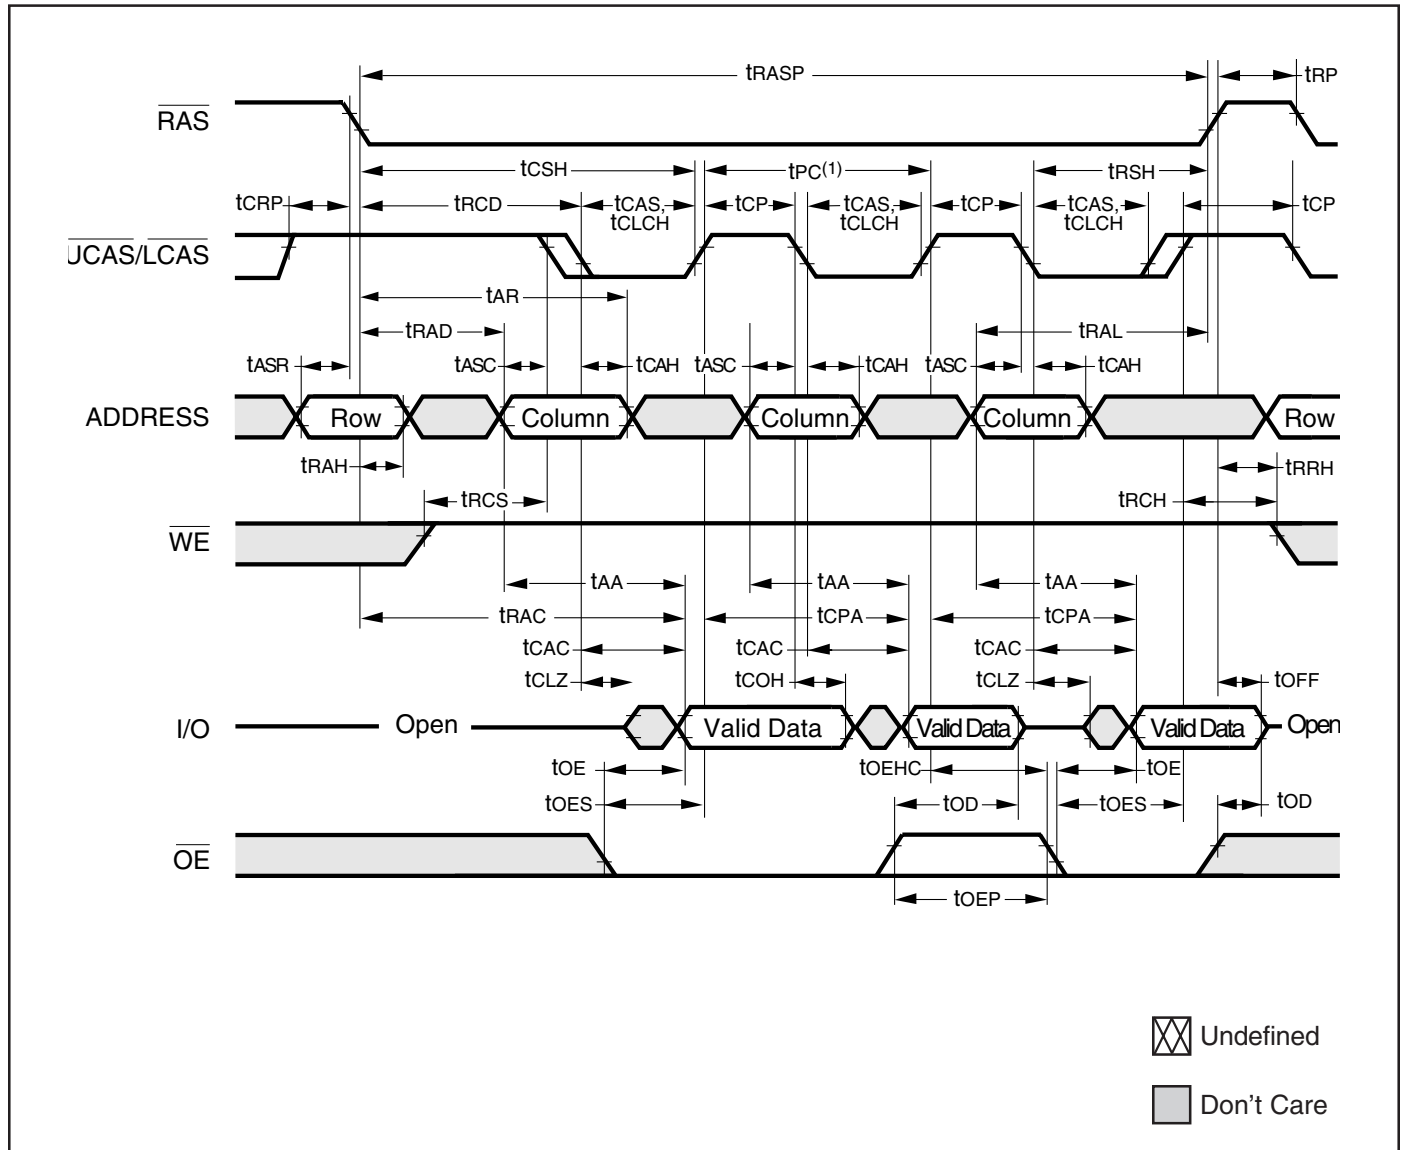 tRASP tRP
RAS
tCSH tPC(1) tRSH
tCRP tRCD tCAS, tCLCH tCP tCAS, tCLCH tCP tCAS, tCLCH tCP
UCAS/LCAS
tAR
tRAD tRAL
tASR tASC tCAH tASC tCAH tASC tCAH
ADDRESS Row Column Column Column Row
tRAH tRRH
tRCS tRCH
WE
tAA tAA tAA
tRAC tCPA tCPA
tCAC tCAC tCAC
tCLZ tCOH tCLZ tOFF
I/O Open Valid Data Valid Data Valid Data Open
tOE tOEHC tOE
tOES tOD tOES tOD
OE
tOEP
Undefined
Don't Care